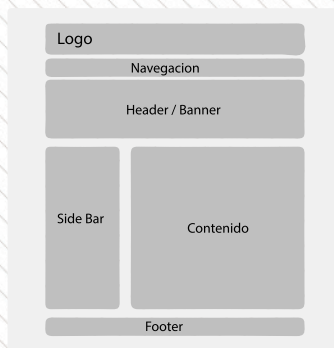 Logo
Navegacion
Header / Banner
Side Bar
Contenido
Footer